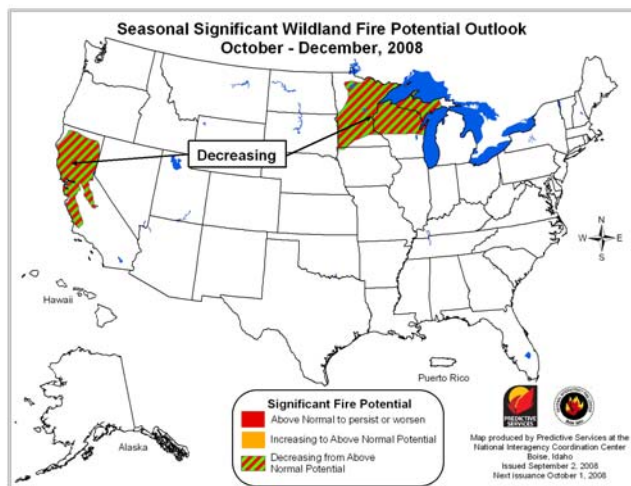 Seasonal Significant Wildland Fire Potential Outlook
October - December, 2008
Decreasing
N
W E
S
Hawaii
Puerto Rico
Alaska
Significant Fire Potential
Above Normal to persist or worsen
Increasing to Above Normal Potential
Decreasing from Above
Normal Potential
PREDICTIVE
SERVICES
Map produced by Predictive Services at the
National Interagency Coordination Center
Boise, Idaho
Issued September 2, 2008
Next issuance October 1, 2008